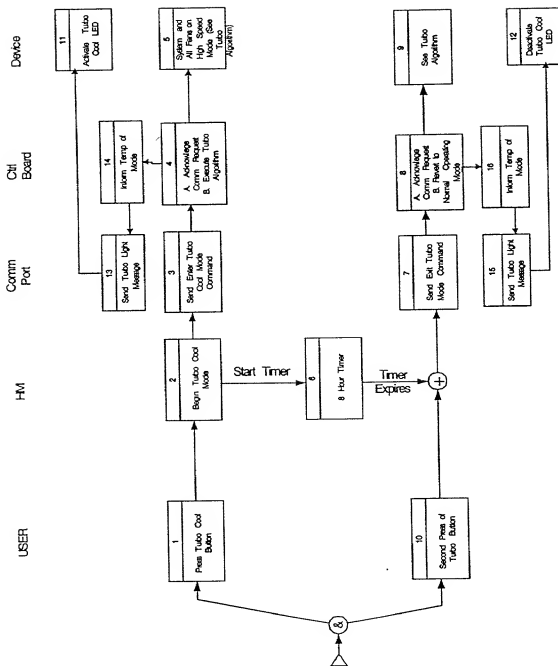 USER
HM
Comm
Port
Ctrl
Board
Device
11
Activate Turbo
Cool LED
13
Send Turbo Light
Message
14
Inform Temp of
Mode
1
Press Turbo Cool
Button
2
Begin Turbo Cool
Mode
3
Send Enter Turbo
Cool Mode
Command
4
A. Acknowledge
Comm Request
B. Execute Turbo
Algorithm
5
System and
All Fans on
High Speed
Mode (See
Turbo
Algorithm)
Start Timer
6
8 Hour Timer
Timer
Expires
&
+
10
Second Press of
Turbo Button
7
Send Exit Turbo
Mode Command
8
A. Acknowledge
Comm Request
B. Revert to
Normal Operating
Mode
9
See Turbo
Algorithm
15
Send Turbo Light
Message
16
Inform Temp of
Mode
12
Deactivate Turbo
Cool LED